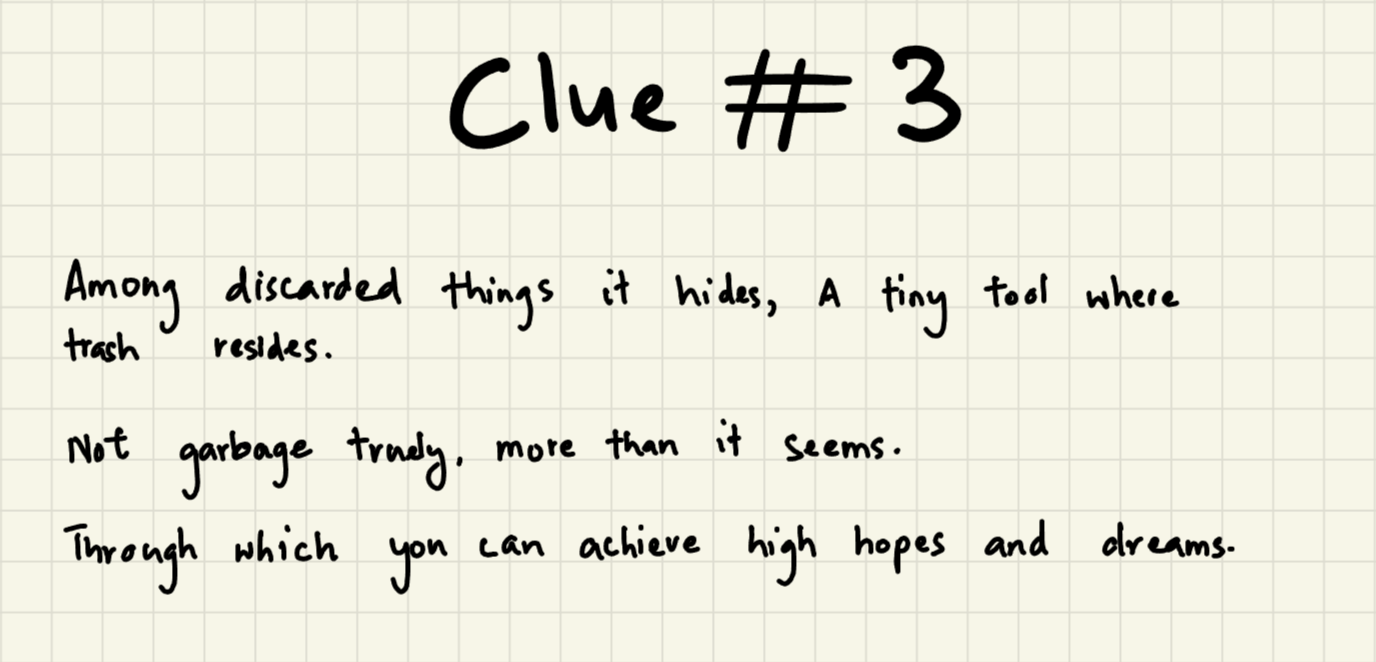 Clue # 3
Among discarded things it hides, A tiny tool where
trash resides.
Not garbage truely, more than it seems.
Through which you can achieve high hopes and dreams.